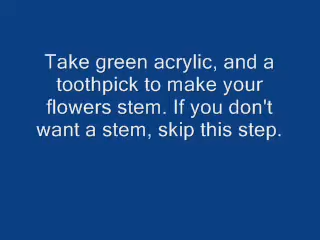 Take green acrylic, and a
toothpick to make your
flowers stem. If you don't
want a stem, skip this step.